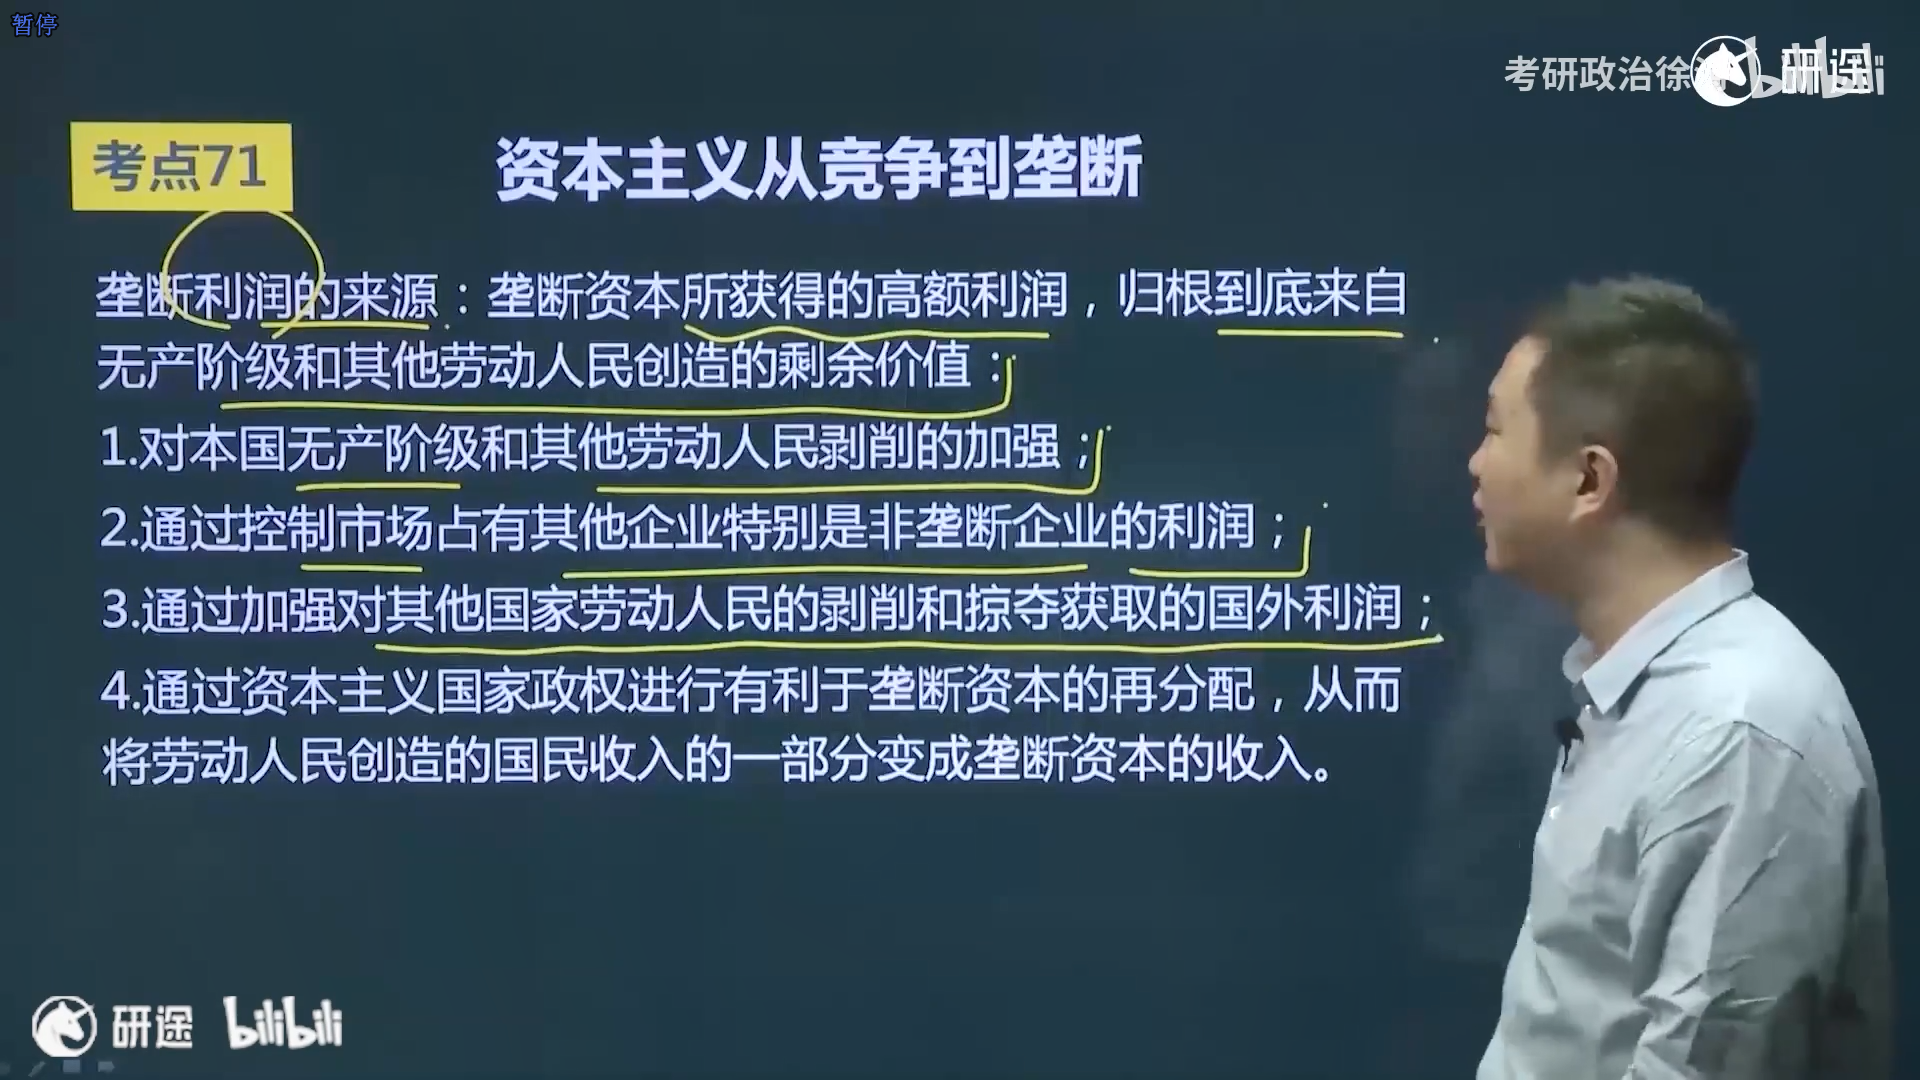 暂停
考研政治徐
研途
bilibili
考点71
资本主义从竞争到垄断
垄断利润的来源：垄断资本所获得的高额利润，归根到底来自
无产阶级和其他劳动人民创造的剩余价值：
1.对本国无产阶级和其他劳动人民剥削的加强；
2.通过控制市场占有其他企业特别是非垄断企业的利润；
3.通过加强对其他国家劳动人民的剥削和掠夺获取的国外利润；
4.通过资本主义国家政权进行有利于垄断资本的再分配，从而
将劳动人民创造的国民收入的一部分变成垄断资本的收入。
研途 bilibili